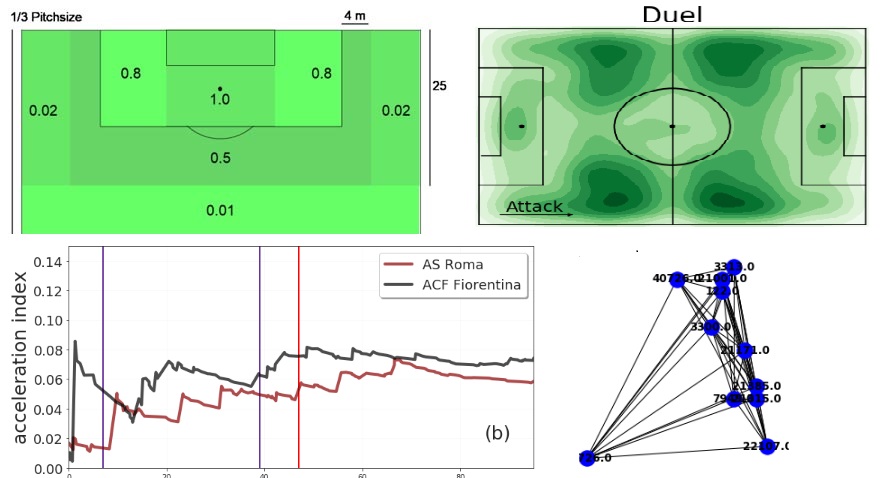 1/3 Pitchsize
4 m
0.8
0.8
1.0
0.02
0.02
25
0.5
0.01
Duel
Attack
acceleration index
0.14
0.12
0.10
0.08
0.06
0.04
0.02
0.00
0
20
40
60
80
AS Roma
ACF Fiorentina
(b)